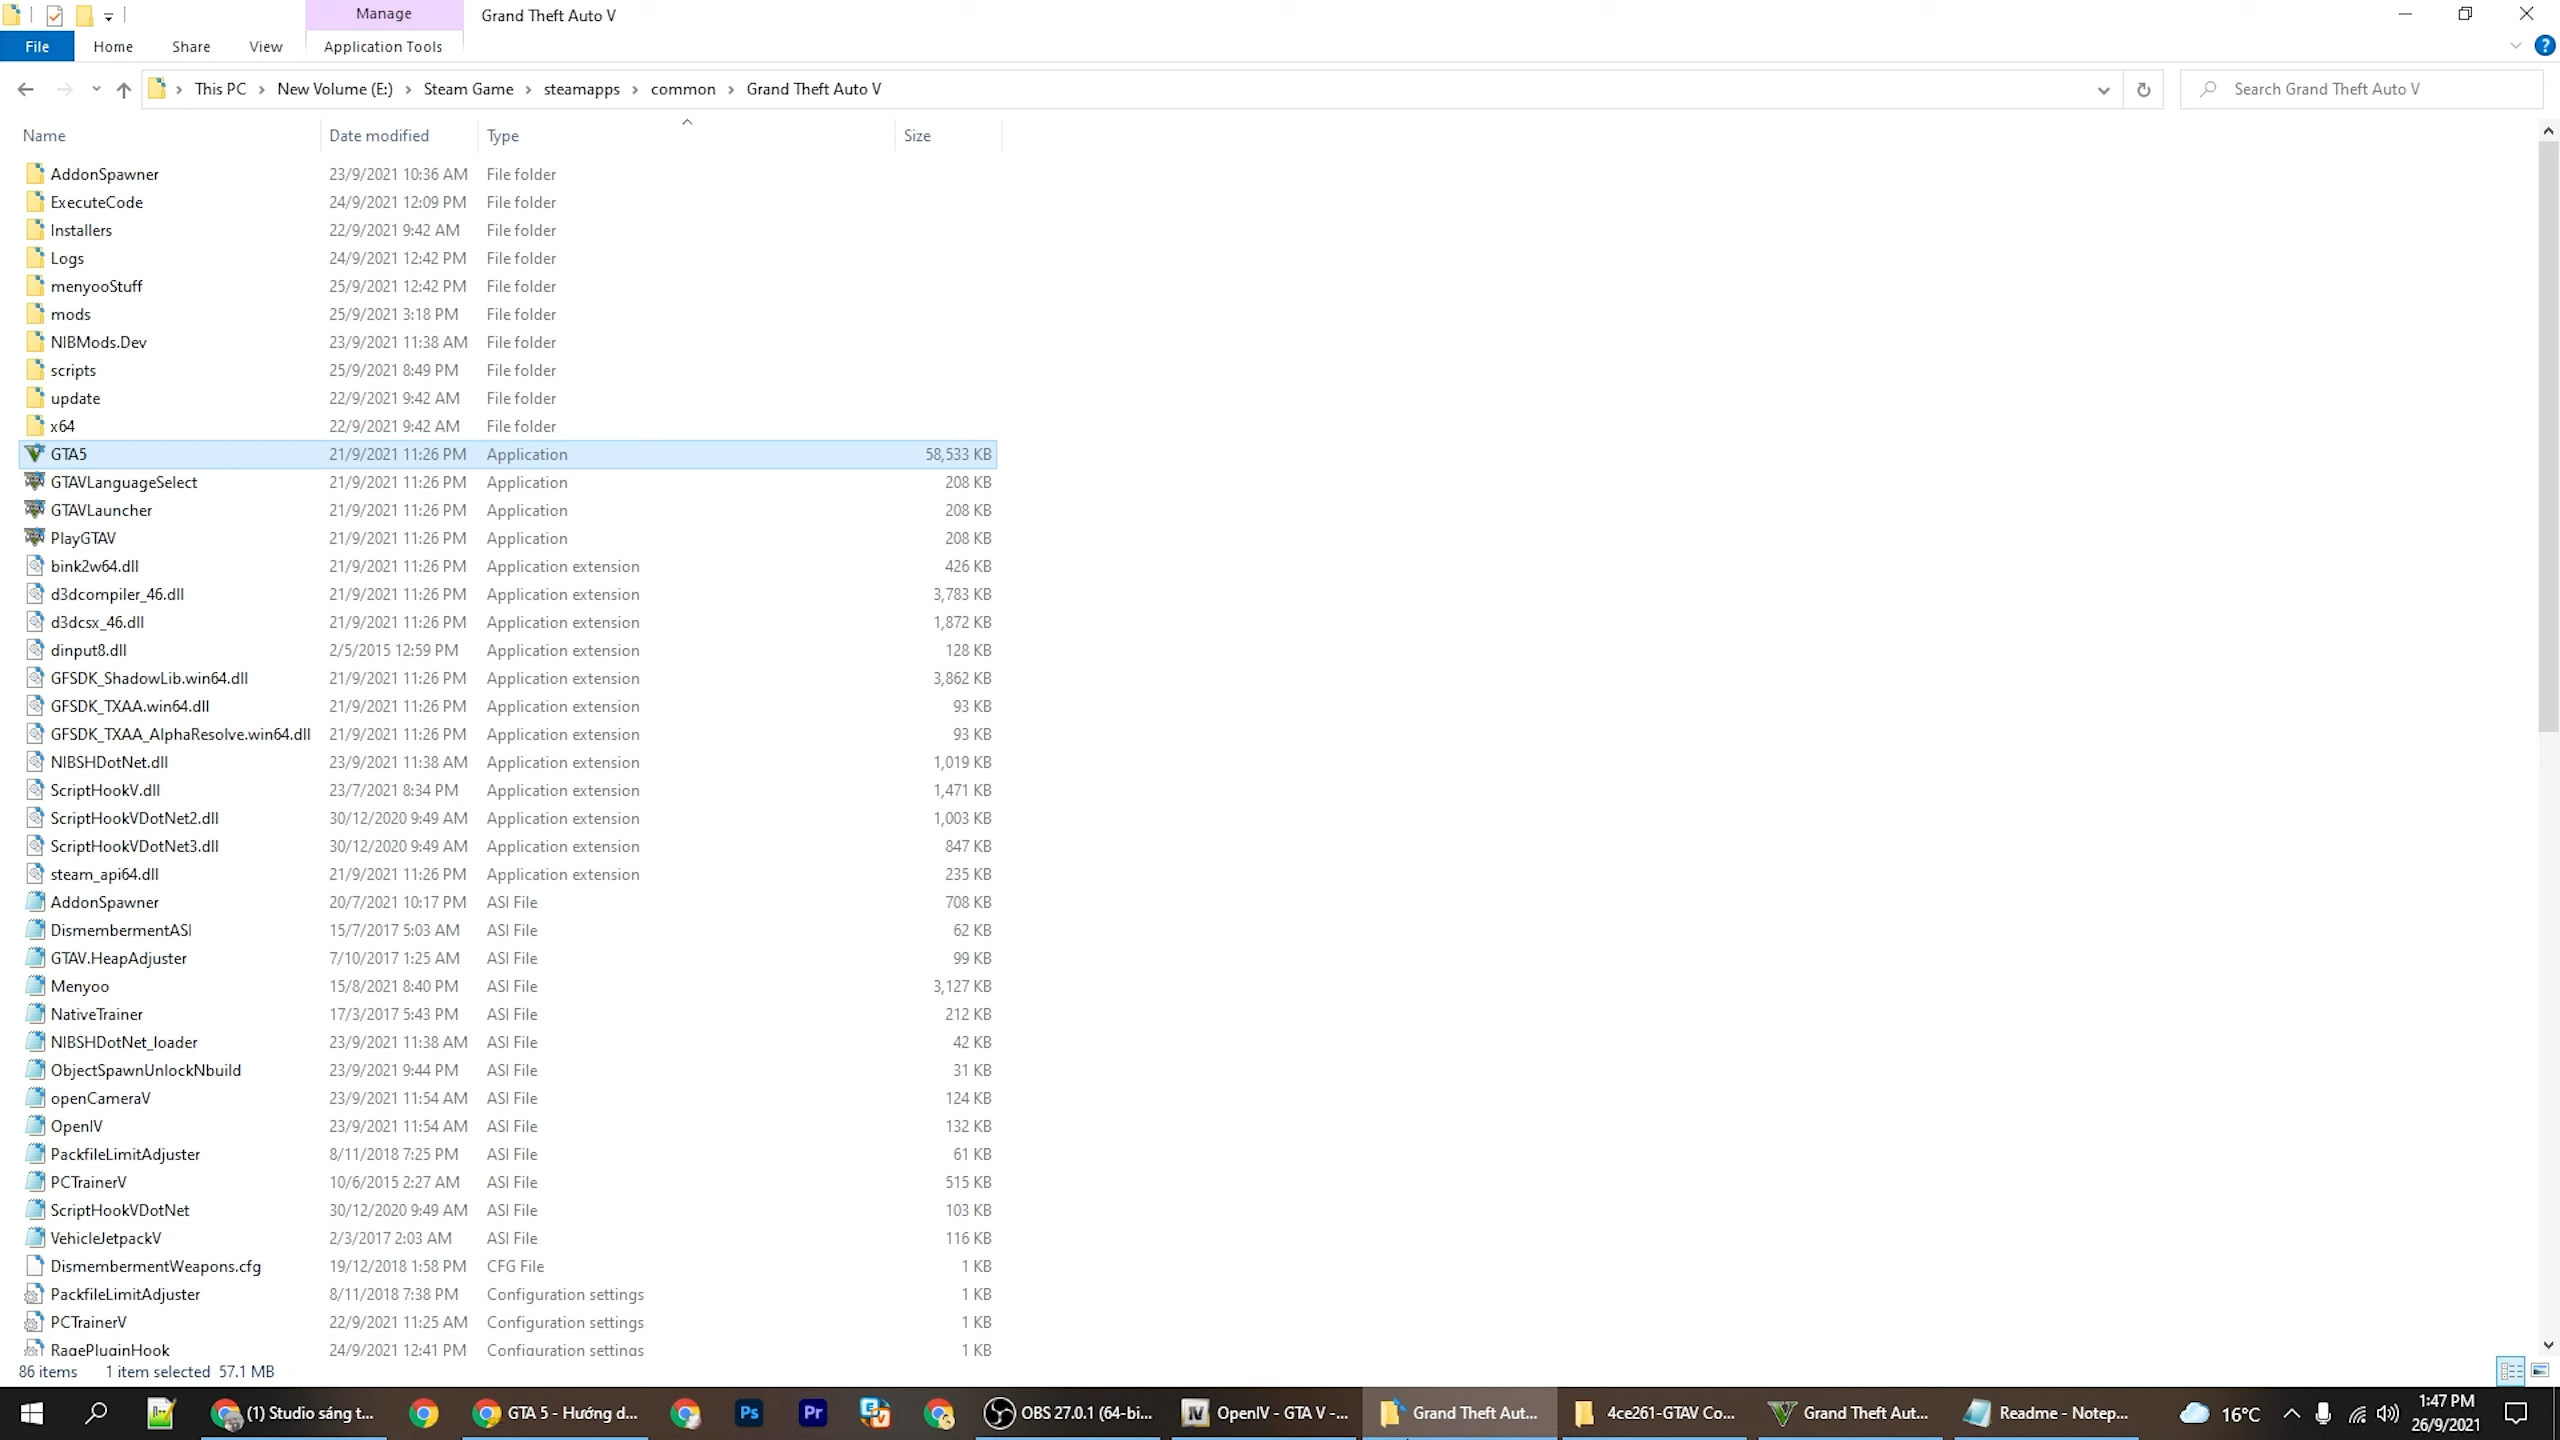 Manage
Grand Theft Auto V
File
Home
Share
View
Application Tools
This PC
New Volume (E:)
Steam Game
steamapps
common
Grand Theft Auto V
Search Grand Theft Auto V
Name
Date modified
Type
Size
AddonSpawner 23/9/2021 10:36 AM File folder
ExecuteCode 24/9/2021 12:09 PM File folder
Installers 22/9/2021 9:42 AM File folder
Logs 24/9/2021 12:42 PM File folder
menyooStuff 25/9/2021 12:42 PM File folder
mods 25/9/2021 3:18 PM File folder
NIBMods.Dev 23/9/2021 11:38 AM File folder
scripts 25/9/2021 8:49 PM File folder
update 22/9/2021 9:42 AM File folder
x64 22/9/2021 9:42 AM File folder
GTA5 21/9/2021 11:26 PM Application 58,533 KB
GTAVLanguageSelect 21/9/2021 11:26 PM Application 208 KB
GTAVLauncher 21/9/2021 11:26 PM Application 208 KB
PlayGTAV 21/9/2021 11:26 PM Application 208 KB
bink2w64.dll 21/9/2021 11:26 PM Application extension 426 KB
d3dcompiler_46.dll 21/9/2021 11:26 PM Application extension 3,783 KB
d3dcsx_46.dll 21/9/2021 11:26 PM Application extension 1,872 KB
dinput8.dll 2/5/2015 12:59 PM Application extension 128 KB
GFSDK_ShadowLib.win64.dll 21/9/2021 11:26 PM Application extension 3,862 KB
GFSDK_TXAA.win64.dll 21/9/2021 11:26 PM Application extension 93 KB
GFSDK_TXAA_AlphaResolve.win64.dll 21/9/2021 11:26 PM Application extension 93 KB
NIBSHDotNet.dll 23/9/2021 11:38 AM Application extension 1,019 KB
ScriptHookV.dll 23/7/2021 8:34 PM Application extension 1,471 KB
ScriptHookVDotNet2.dll 30/12/2020 9:49 AM Application extension 1,003 KB
ScriptHookVDotNet3.dll 30/12/2020 9:49 AM Application extension 847 KB
steam_api64.dll 21/9/2021 11:26 PM Application extension 235 KB
AddonSpawner 20/7/2021 10:17 PM ASI File 708 KB
DismembermentASI 15/7/2017 5:03 AM ASI File 62 KB
GTAV.HeapAdjuster 7/10/2017 1:25 AM ASI File 99 KB
Menyoo 15/8/2021 8:40 PM ASI File 3,127 KB
NativeTrainer 17/3/2017 5:43 PM ASI File 212 KB
NIBSHDotNet_loader 23/9/2021 11:38 AM ASI File 42 KB
ObjectSpawnUnlockNbuild 23/9/2021 9:44 PM ASI File 31 KB
openCameraV 23/9/2021 11:54 AM ASI File 124 KB
OpenIV 23/9/2021 11:54 AM ASI File 132 KB
PackfileLimitAdjuster 8/11/2018 7:25 PM ASI File 61 KB
PCTrainerV 10/6/2015 2:27 AM ASI File 515 KB
ScriptHookVDotNet 30/12/2020 9:49 AM ASI File 103 KB
VehicleJetpackV 2/3/2017 2:03 AM ASI File 116 KB
DismembermentWeapons.cfg 19/12/2018 1:58 PM CFG File 1 KB
PackfileLimitAdjuster 8/11/2018 7:38 PM Configuration settings 1 KB
PCTrainerV 22/9/2021 11:25 AM Configuration settings 1 KB
RagePluginHook 24/9/2021 12:41 PM Configuration settings 1 KB
86 items 1 item selected 57.1 MB
(1) Studio sáng t...
GTA 5 - Hướng d...
Ps
Pr
OBS 27.0.1 (64-bi...
IV
OpenIV - GTA V -...
Grand Theft Aut...
4ce261-GTAV Co...
Grand Theft Aut...
Readme - Notep...
16°C
1:47 PM
26/9/2021